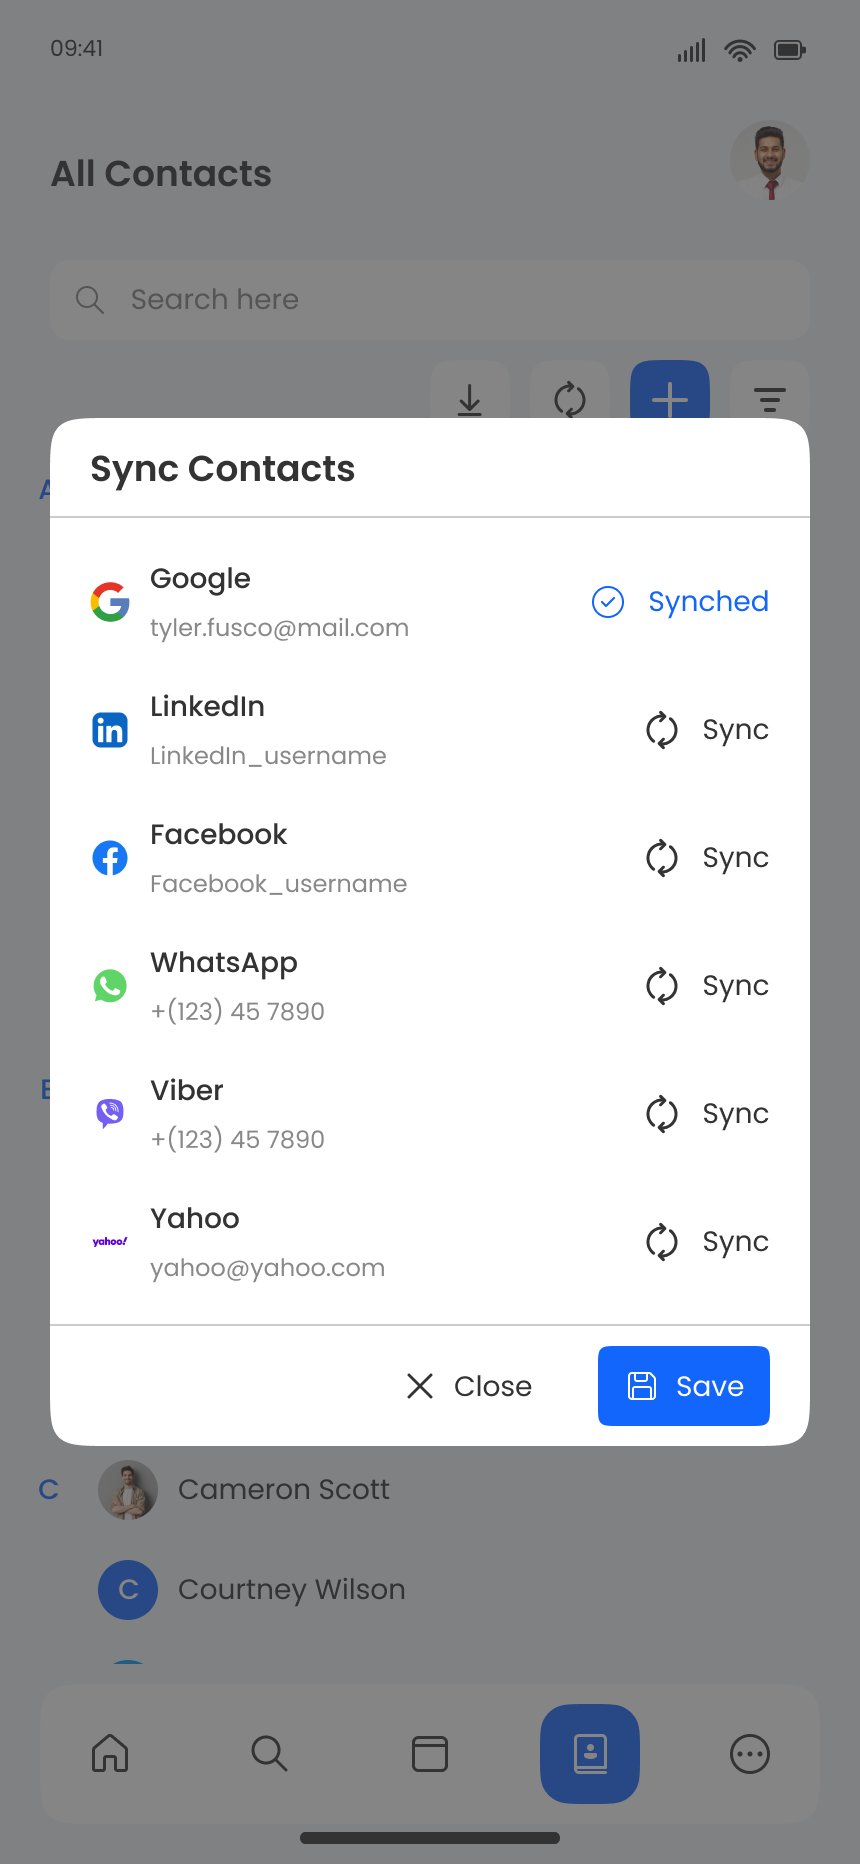 09:41
All Contacts
Search here
Sync Contacts
A
Google
tyler.fusco@mail.com
Synched
LinkedIn
LinkedIn_username
Sync
Facebook
Facebook_username
Sync
WhatsApp
+(123) 45 7890
Sync
B
Viber
+(123) 45 7890
Sync
yahoo!
Yahoo
yahoo@yahoo.com
Sync
Close
Save
C
Cameron Scott
C
Courtney Wilson